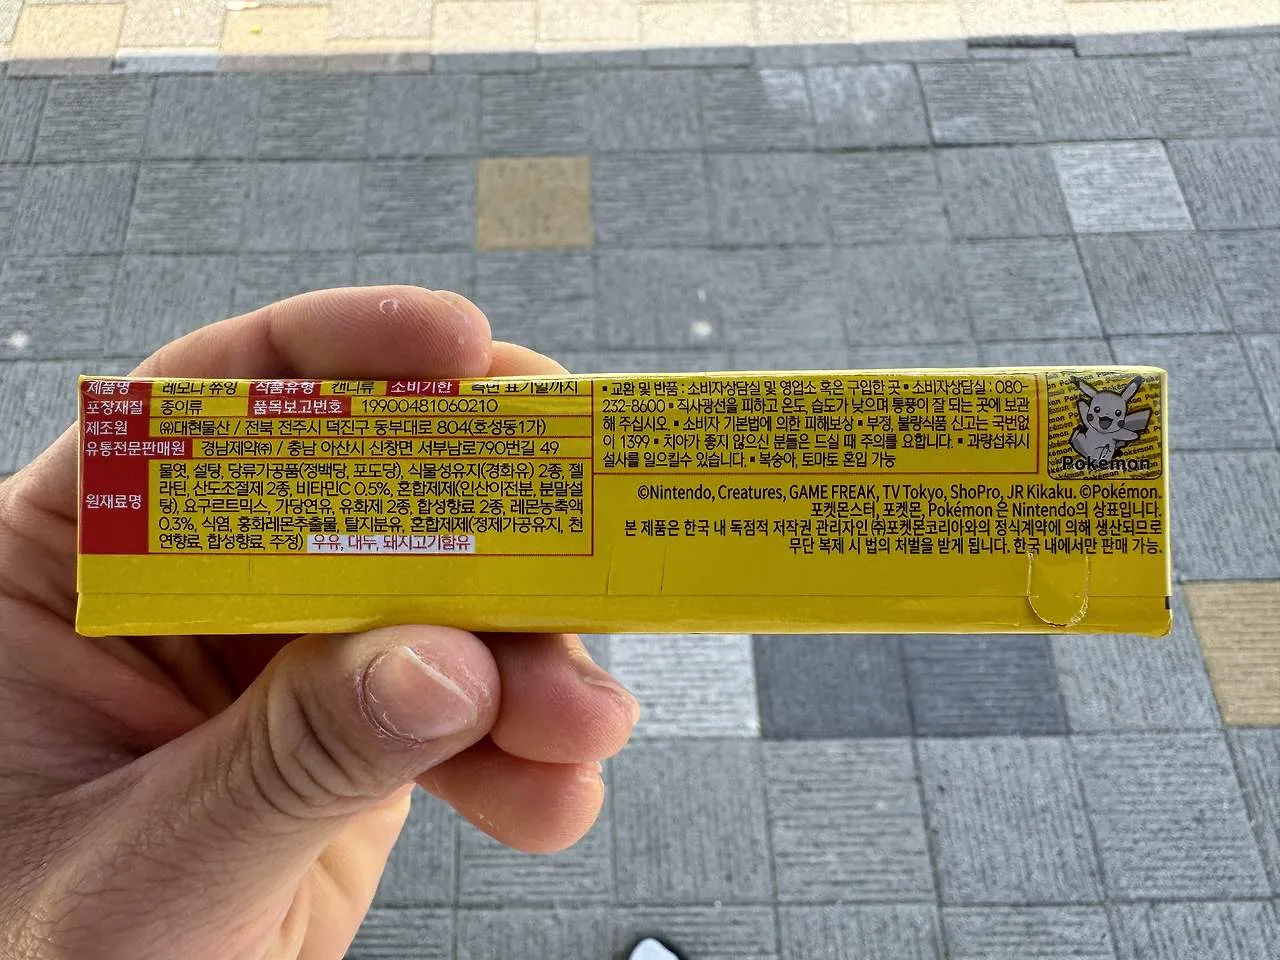 제품명 레모나 쮸잉 식품유형 캔디류 소비기한 측면 표기일까지
포장재질 종이류 품목보고번호 19900481060210
제조원 ㈜대현물산 / 전북 전주시 덕진구 동부대로 804(호성동1가)
유통전문판매원 경남제약㈜ / 충남 아산시 신창면 서부남로790번길 49
원재료명
물엿, 설탕, 당류가공품(정백당, 포도당), 식물성유지(경화유) 2종, 젤
라틴, 산도조절제 2종, 비타민C 0.5%, 혼합제제(인산이전분, 분말설
탕), 요구르트믹스, 가당연유, 유화제 2종, 합성향료 2종, 레몬농축액
0.3%, 식염, 홍화레몬추출물, 탈지분유, 혼합제제(정제가공유지, 천
연향료, 합성향료, 주정) 우유, 대두, 돼지고기함유
▪ 교환 및 반품 : 소비자상담실 및 영업소 혹은 구입한 곳 ▪ 소비자상담실 : 080-
232-8600 ▪ 직사광선을 피하고 온도, 습도가 낮으며 통풍이 잘 되는 곳에 보관
해 주십시오. ▪ 소비자 기본법에 의한 피해보상 ▪ 부정, 불량식품 신고는 국번없
이 1399 ▪ 치아가 좋지 않으신 분들은 드실 때 주의를 요합니다. ▪ 과량섭취시
설사를 일으킬수 있습니다. ▪ 복숭아, 토마토 혼입 가능
Pokémon
©Nintendo, Creatures, GAME FREAK, TV Tokyo, ShoPro, JR Kikaku. ©Pokémon.
포켓몬스터, 포켓몬, Pokémon 은 Nintendo의 상표입니다.
본 제품은 한국 내 독점적 저작권 관리자인 ㈜포켓몬코리아와의 정식계약에 의해 생산되므로
무단 복제 시 법의 처벌을 받게 됩니다. 한국 내에서만 판매 가능.